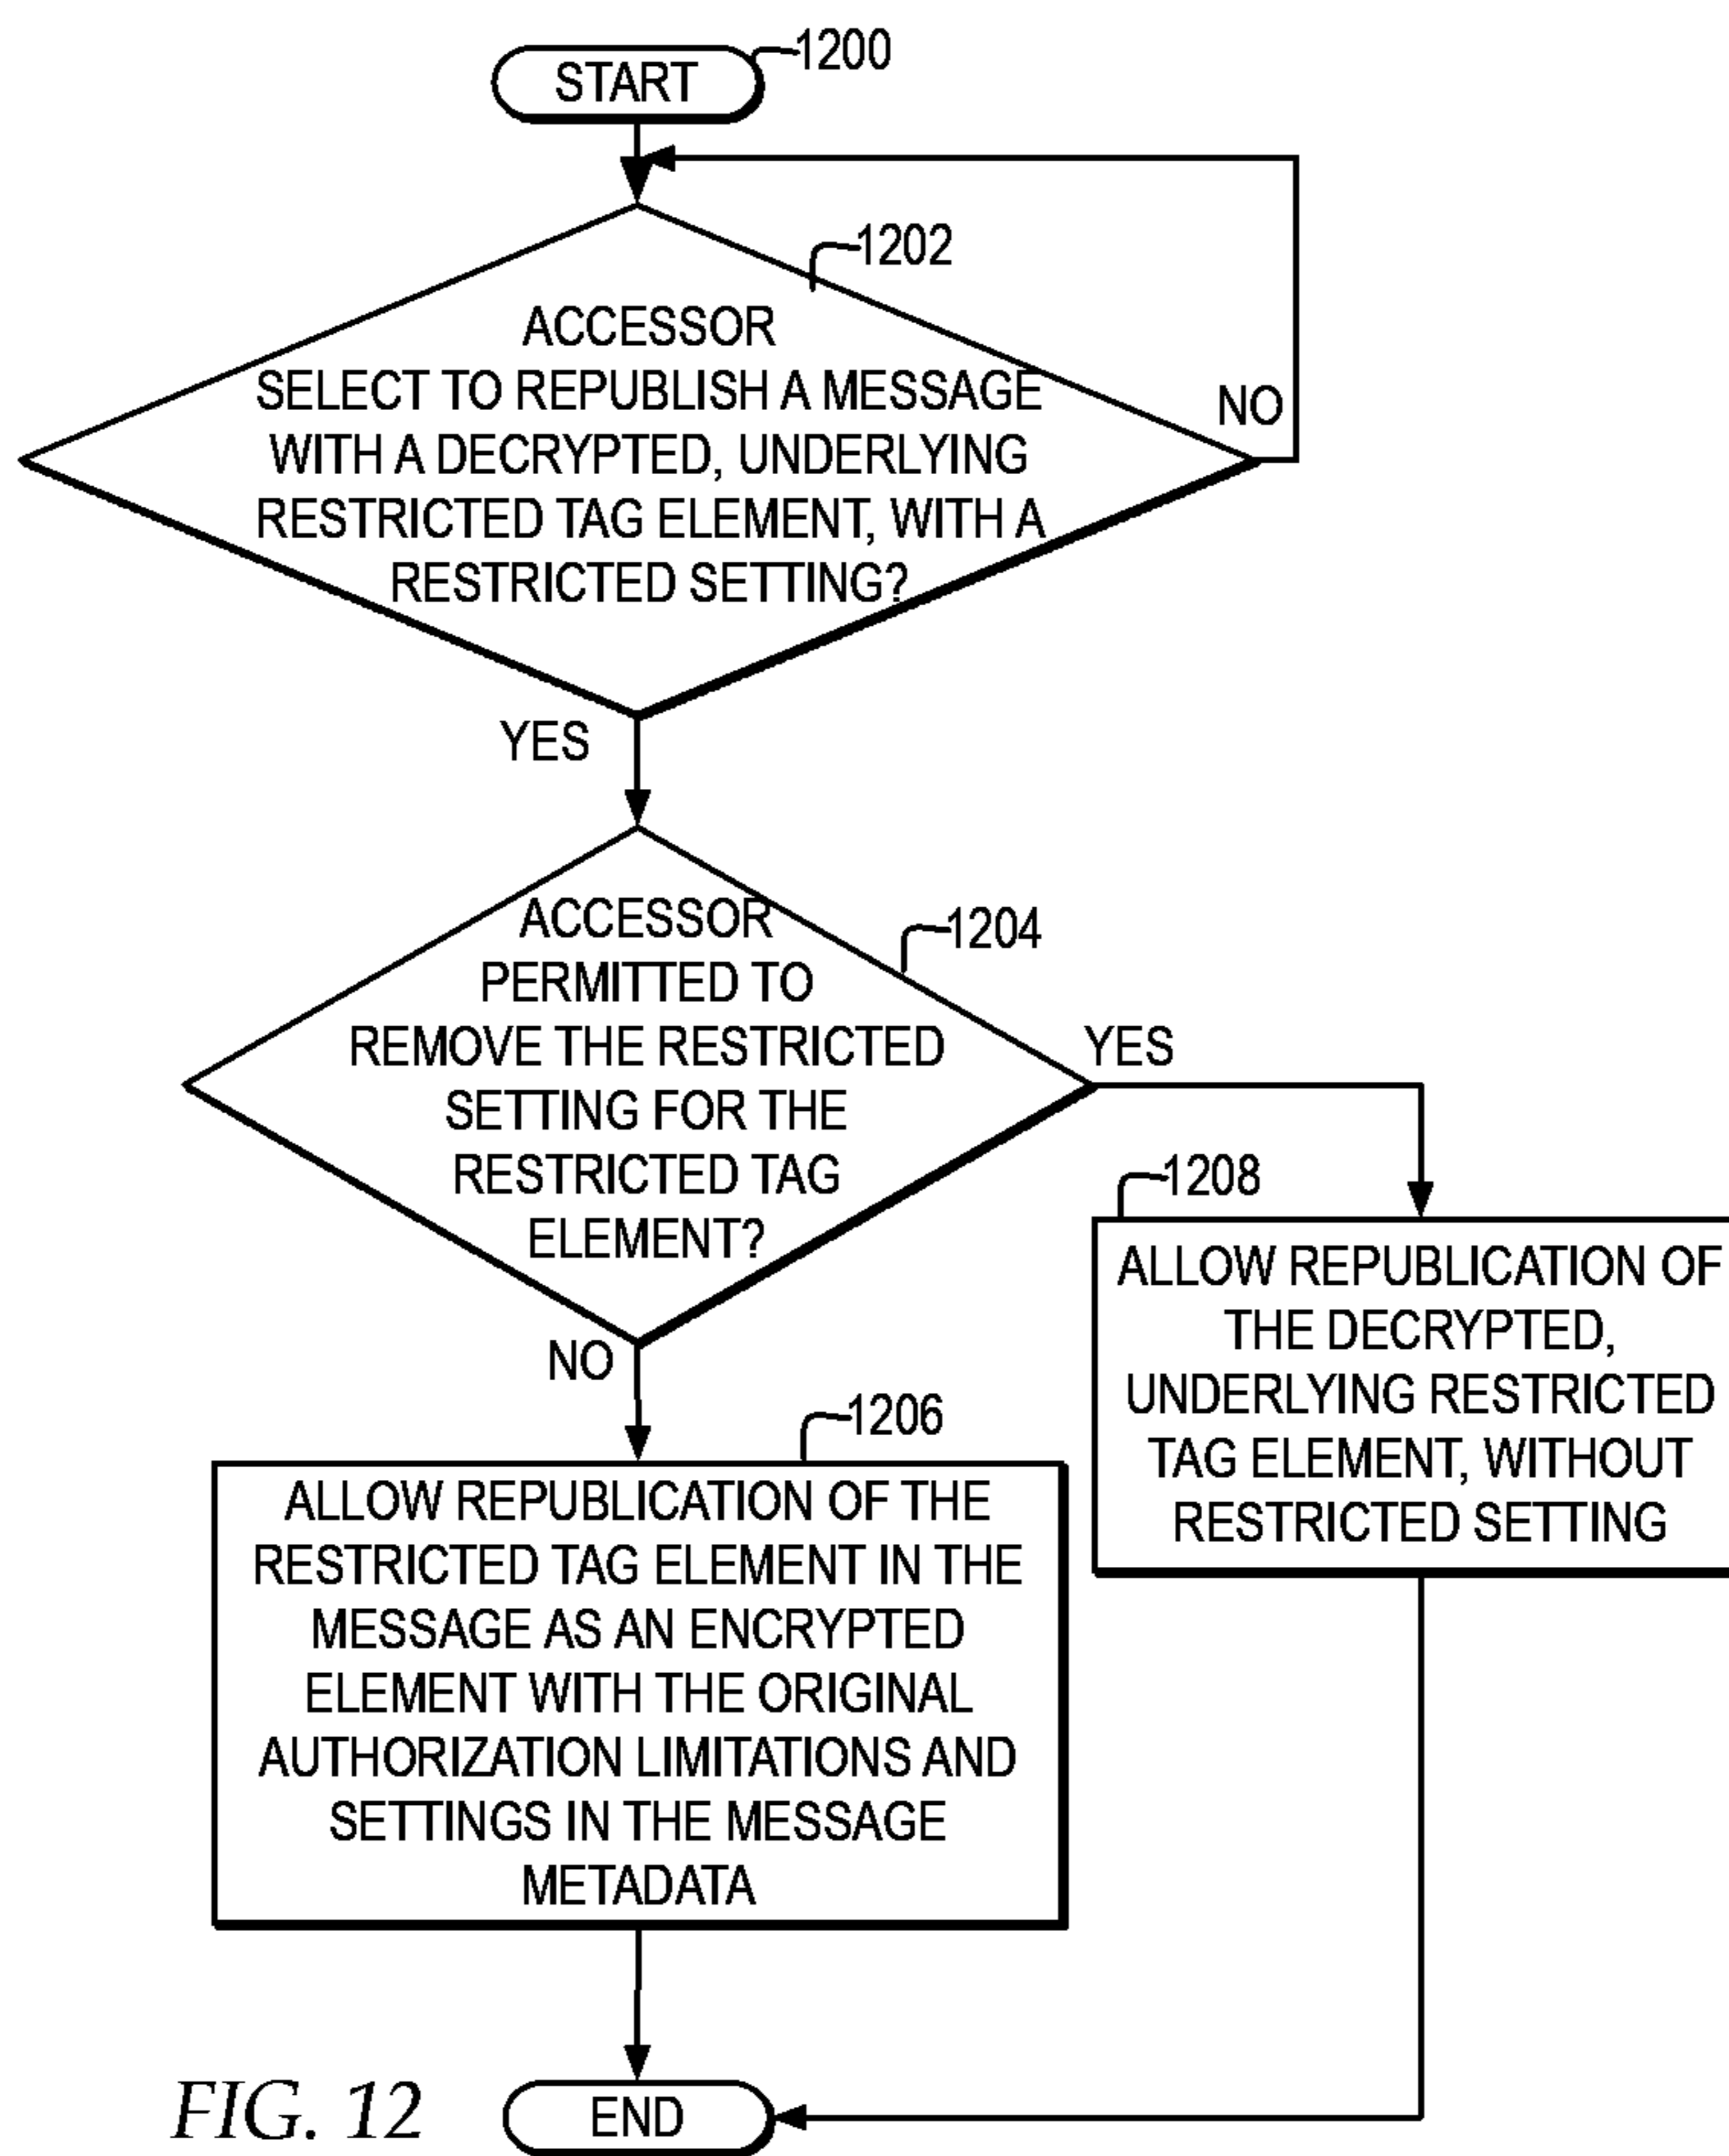 START
1200
1202
ACCESSOR
SELECT TO REPUBLISH A MESSAGE
WITH A DECRYPTED, UNDERLYING
RESTRICTED TAG ELEMENT, WITH A
RESTRICTED SETTING?
NO
YES
1204
ACCESSOR
PERMITTED TO
REMOVE THE RESTRICTED
SETTING FOR THE
RESTRICTED TAG
ELEMENT?
YES
NO
1208
ALLOW REPUBLICATION OF
THE DECRYPTED,
UNDERLYING RESTRICTED
TAG ELEMENT, WITHOUT
RESTRICTED SETTING
1206
ALLOW REPUBLICATION OF THE
RESTRICTED TAG ELEMENT IN THE
MESSAGE AS AN ENCRYPTED
ELEMENT WITH THE ORIGINAL
AUTHORIZATION LIMITATIONS AND
SETTINGS IN THE MESSAGE
METADATA
END
FIG. 12